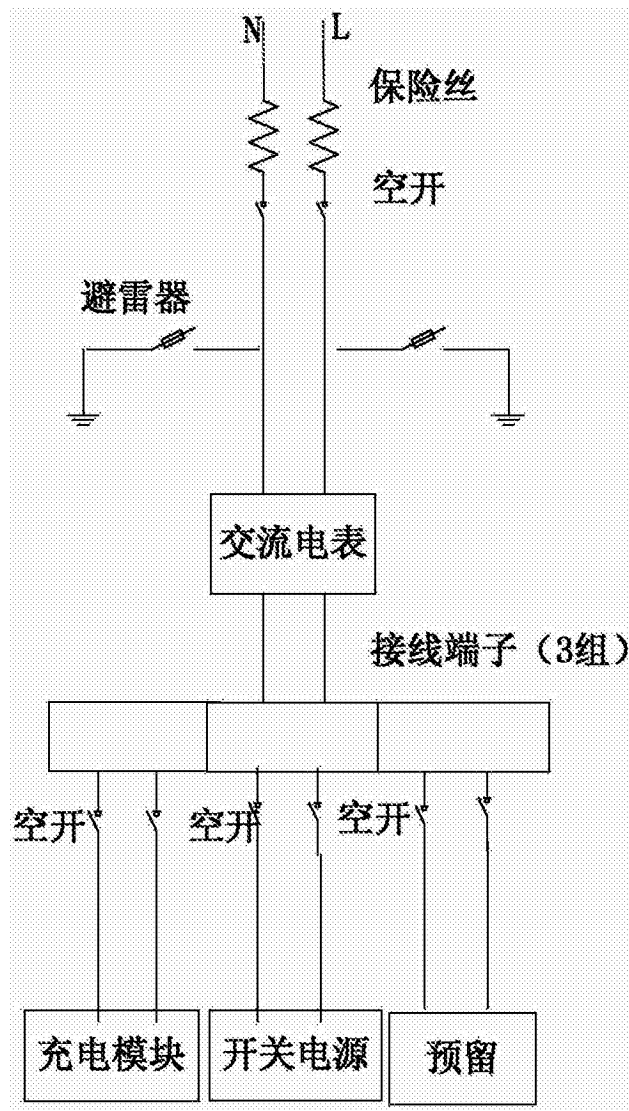 N L
保险丝
空开
避雷器
交流电表
接线端子（3组）
空开 空开 空开
充电模块 开关电源 预留